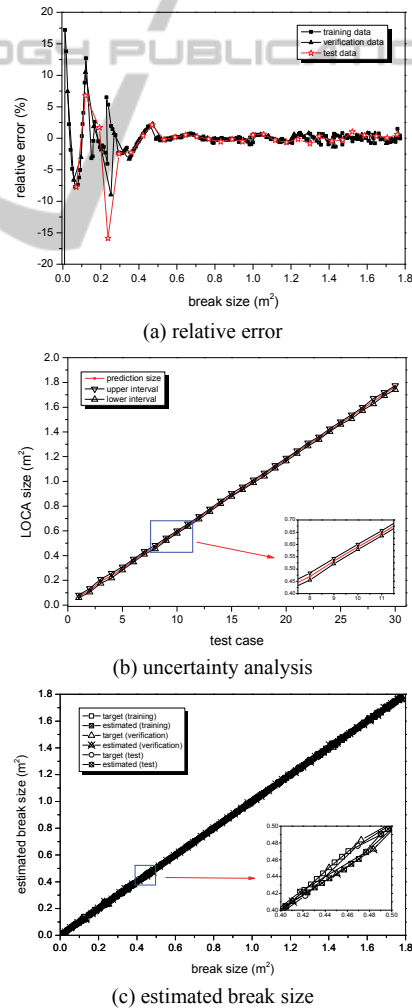 OGH PUBLICATIO
20
15
10
5
0
-5
-10
-15
-20
relative error (%)
training data
verification data
test data
0.0 0.2 0.4 0.6 0.8 1.0 1.2 1.4 1.6 1.8
break size (m²)
(a) relative error
2.0
1.8
1.6
1.4
1.2
1.0
0.8
0.6
0.4
0.2
0.0
LOCA size (m²)
prediction size
upper interval
lower interval
0.70
0.65
0.60
0.55
0.50
0.45
0.40
8 9 10 11
0 5 10 15 20 25 30
test case
(b) uncertainty analysis
1.8
1.6
1.4
1.2
1.0
0.8
0.6
0.4
0.2
0.0
estimated break size (m²)
target (training)
estimated (training)
target (verification)
estimated (verification)
target (test)
estimated (test)
0.50
0.48
0.46
0.44
0.42
0.40
0.40 0.42 0.44 0.46 0.48 0.50
0.0 0.2 0.4 0.6 0.8 1.0 1.2 1.4 1.6 1.8
break size (m²)
(c) estimated break size